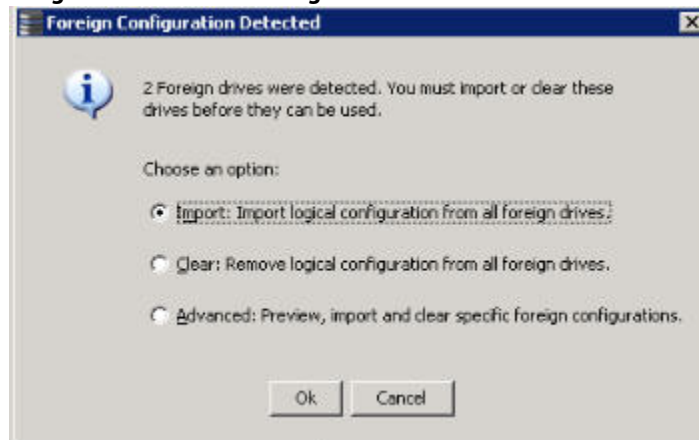 Foreign Configuration Detected
2 Foreign drives were detected. You must import or clear these
drives before they can be used.
Choose an option:
Import: Import logical configuration from all foreign drives.
Clear: Remove logical configuration from all foreign drives.
Advanced: Preview, import and clear specific foreign configurations.
Ok
Cancel